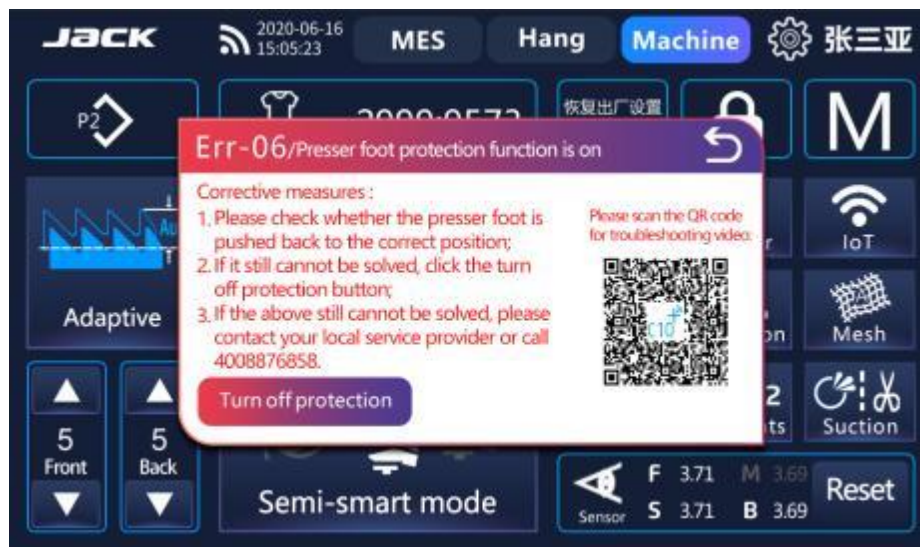 JACK
2020-06-16
15:05:23
MES
Hang
Machine
张三亚
P2
恢复出厂设置
M
Err-06/Presser foot protection function is on
Corrective measures :
1. Please check whether the presser foot is
pushed back to the correct position;
2. If it still cannot be solved, click the turn
off protection button;
3. If the above still cannot be solved, please
contact your local service provider or call
4008876858.
Please scan the QR code
for troubleshooting video:
C10
Turn off protection
Au
Adaptive
IoT
Mesh
Suction
5
Front
5
Back
Semi-smart mode
Sensor
F 3.71 M 3.69
S 3.71 B 3.69
Reset